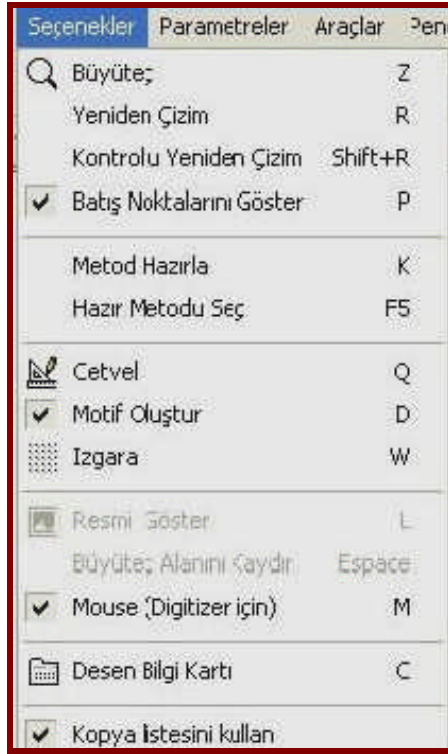 Seçenekler Parametreler Araçlar Pen
Büyüteç Z
Yeniden Çizim R
Kontrolu Yeniden Çizim Shift+R
Batış Noktalarını Göster P
Metod Hazırla K
Hazır Metodu Seç F5
Cetvel Q
Motif Oluştur D
Izgara W
Resmi Göster L
Büyüteç Alanını Kaydır Espace
Mouse (Digitizer için) M
Desen Bilgi Kartı C
Kopya listesini kullan